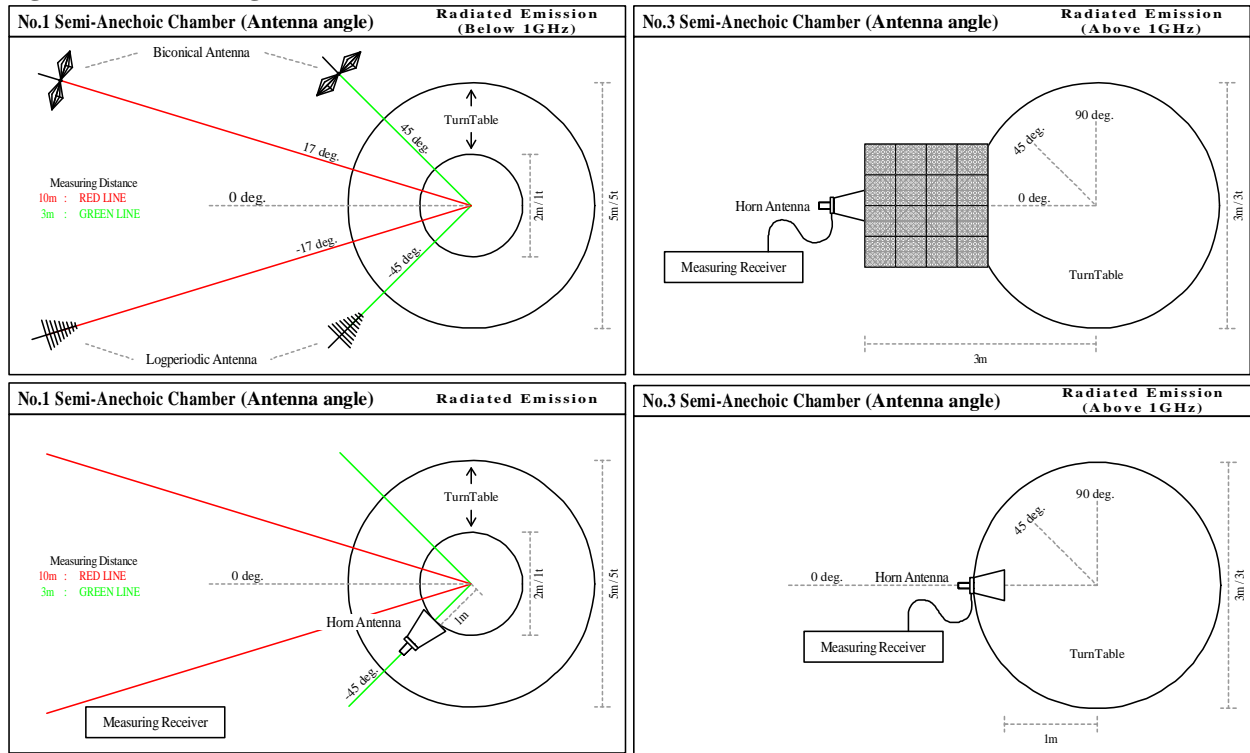 No.1 Semi-Anechoic Chamber (Antenna angle)
Radiated Emission
(Below 1GHz)
Biconical Antenna
45 deg.
TurnTable
17 deg.
Measuring Distance
10m : RED LINE
3m : GREEN LINE
0 deg.
2m / 1t
5m / 5t
-17 deg.
-45 deg.
Logperiodic Antenna
No.3 Semi-Anechoic Chamber (Antenna angle)
Radiated Emission
(Above 1GHz)
90 deg.
45 deg.
0 deg.
Horn Antenna
Measuring Receiver
TurnTable
3m / 3t
3m
No.1 Semi-Anechoic Chamber (Antenna angle)
Radiated Emission
TurnTable
Measuring Distance
10m : RED LINE
3m : GREEN LINE
0 deg.
2m / 1t
5m / 5t
Horn Antenna
1m
-45 deg.
Measuring Receiver
No.3 Semi-Anechoic Chamber (Antenna angle)
Radiated Emission
(Above 1GHz)
90 deg.
45 deg.
0 deg.
Horn Antenna
Measuring Receiver
TurnTable
3m / 3t
1m